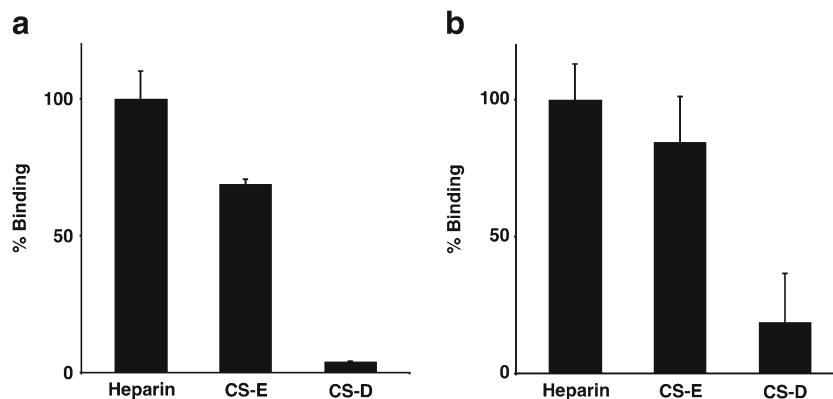 a
% Binding
100
50
0
Heparin CS-E CS-D
b
% Binding
100
50
0
Heparin CS-E CS-D